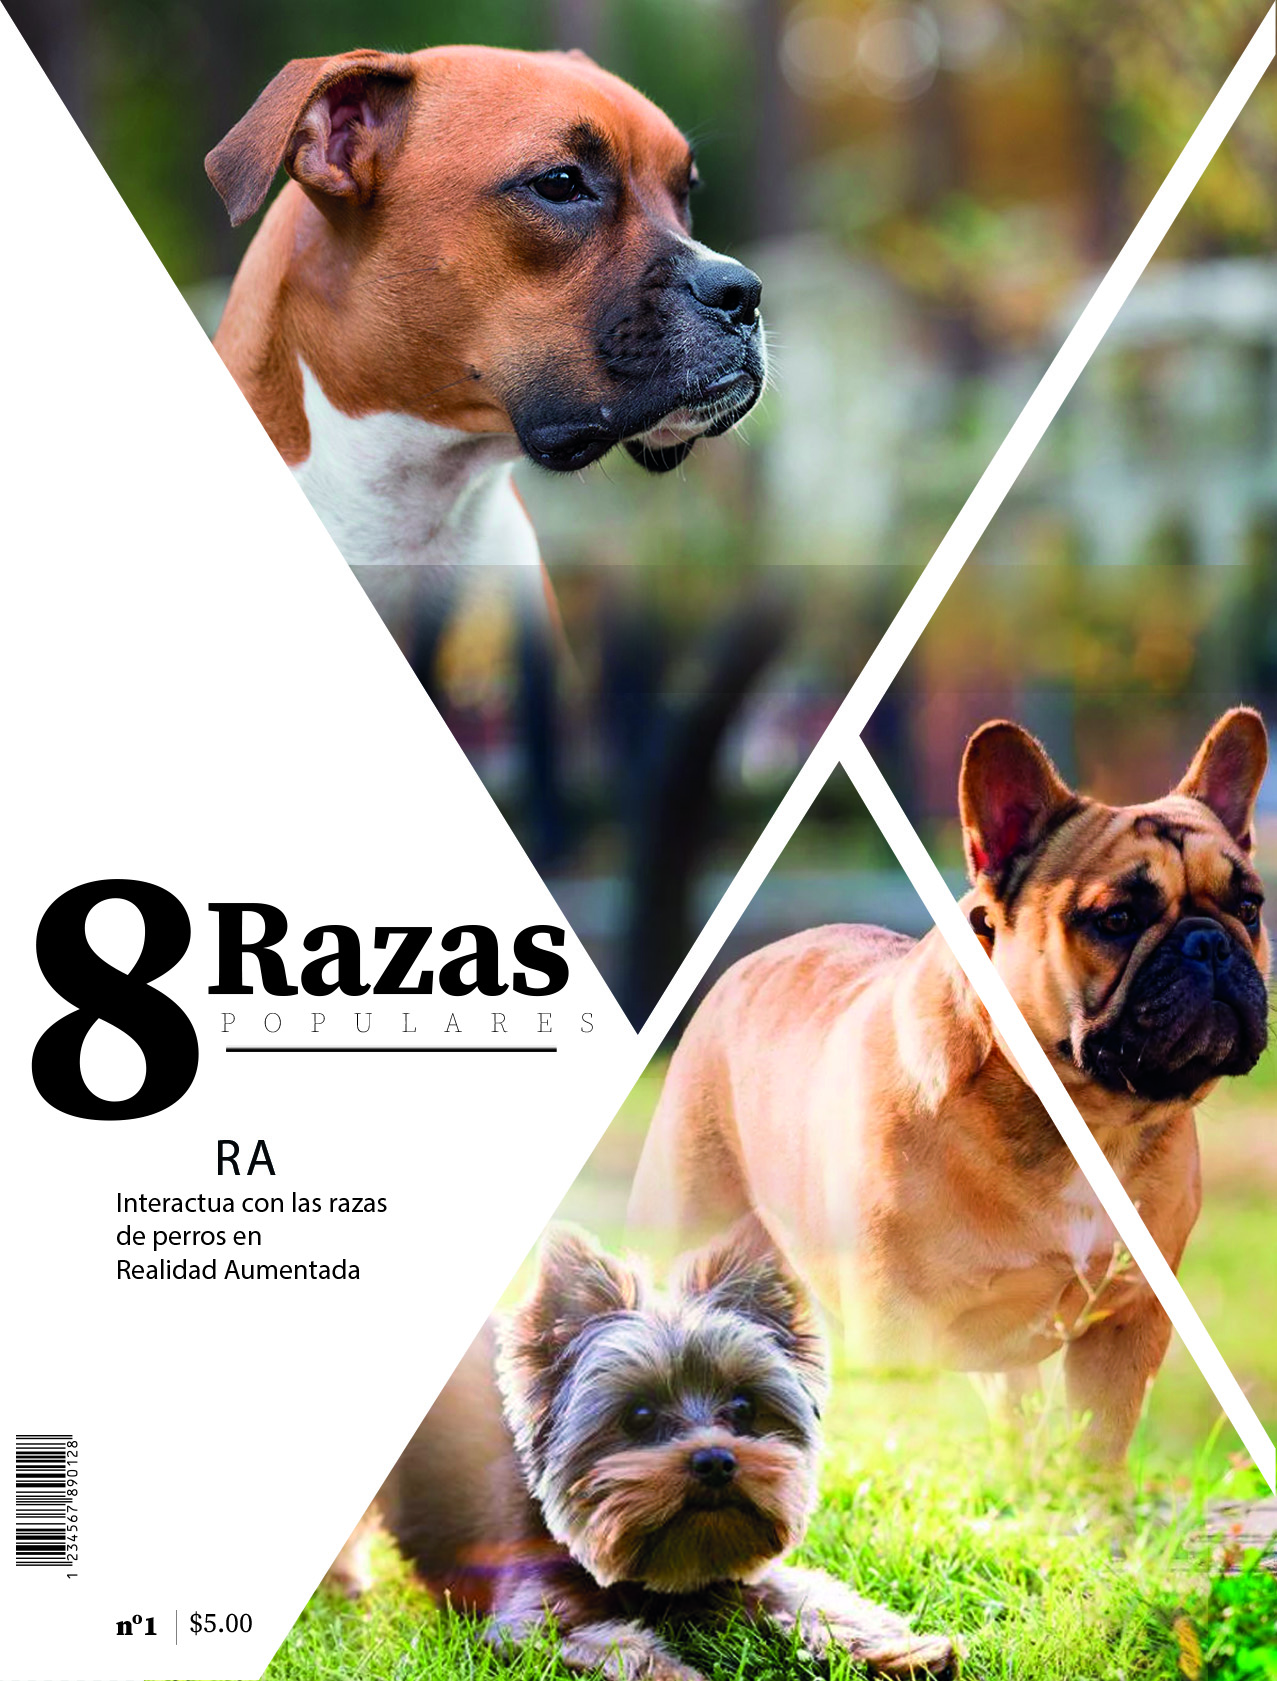 8 Razas
POPULARES
RA
Interactua con las razas
de perros en
Realidad Aumentada
1 234567 890128
nº1
$5.00